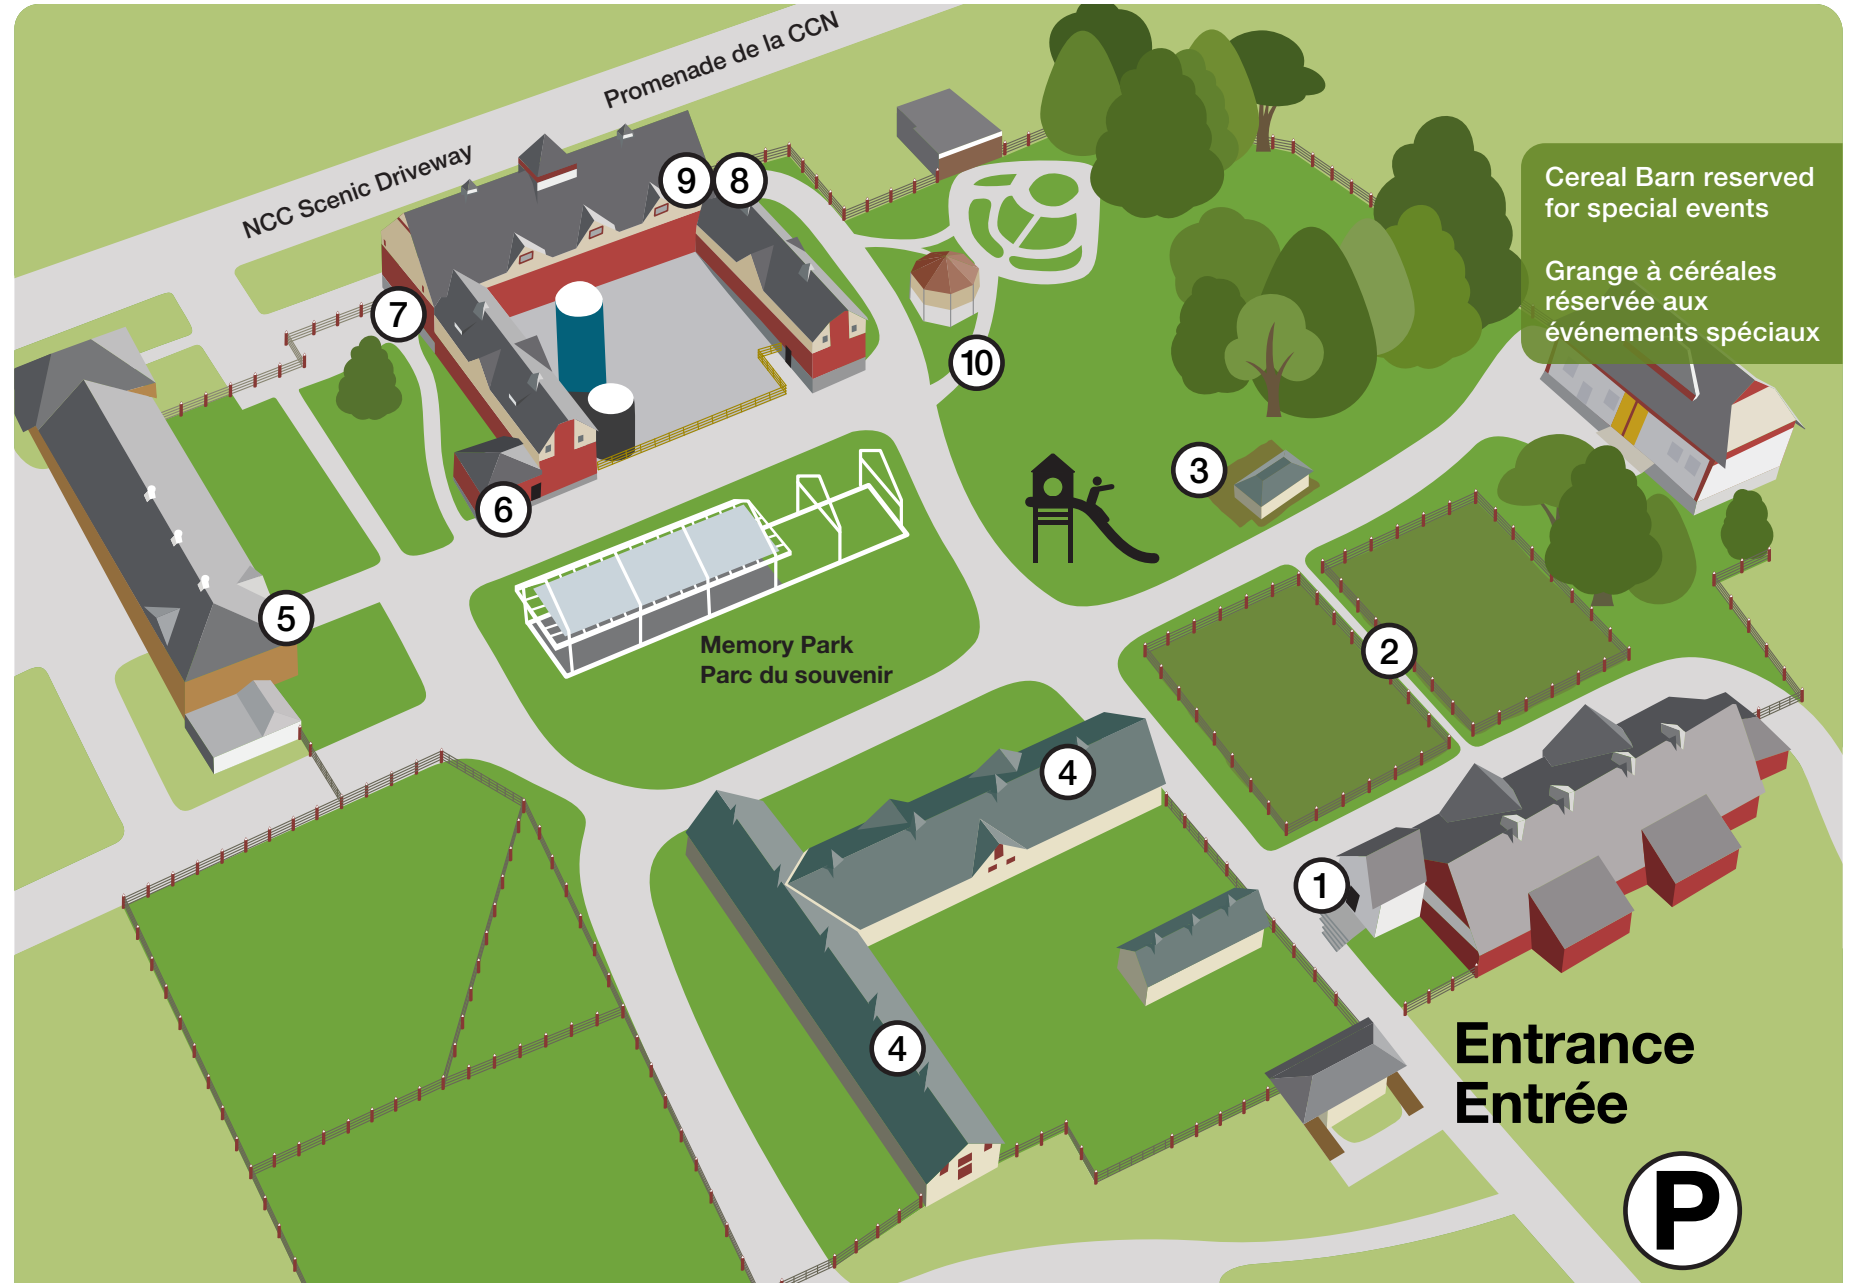 Promenade de la CCN
NCC Scenic Driveway
Cereal Barn reserved
for special events
Grange à céréales
réservée aux
événements spéciaux
9
8
7
10
3
6
5
Memory Park
Parc du souvenir
2
4
1
4
Entrance
Entrée
P